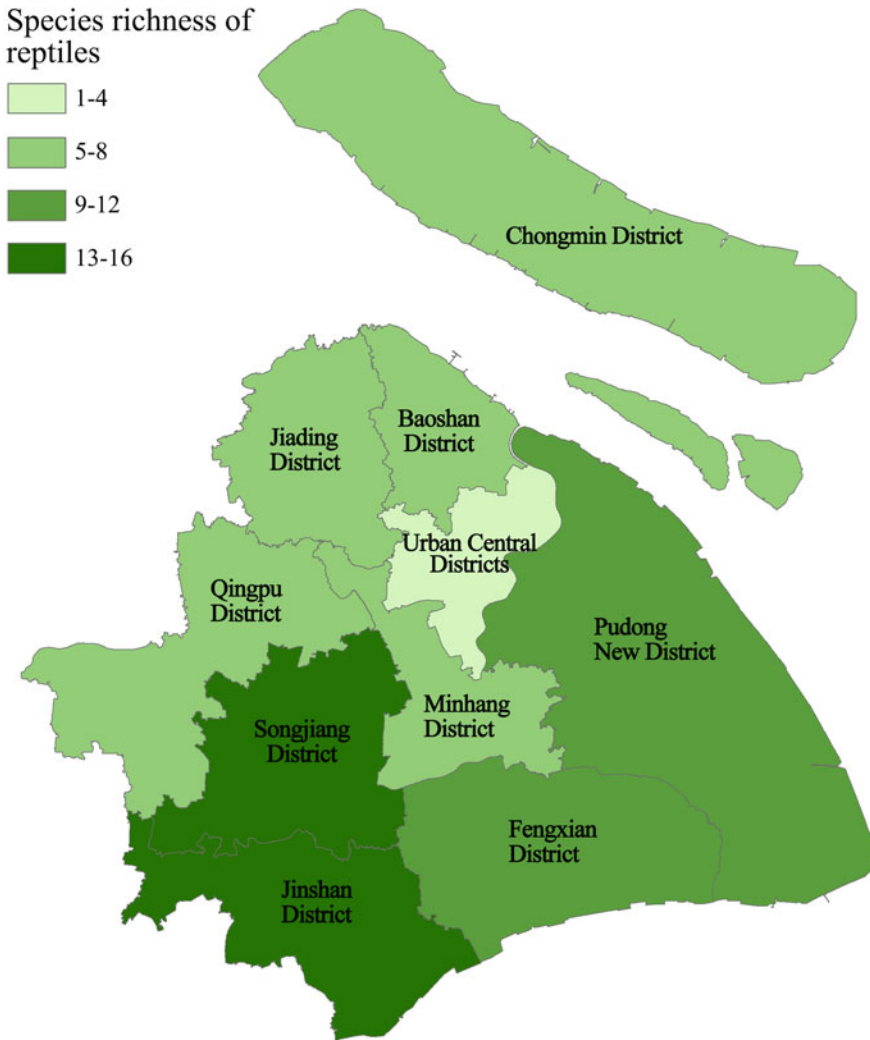 Species richness of
reptiles
1-4
5-8
9-12
13-16
Chongmin District
Baoshan
District
Jiading
District
Urban Central
Districts
Qingpu
District
Pudong
New District
Minhang
District
Songjiang
District
Fengxian
District
Jinshan
District